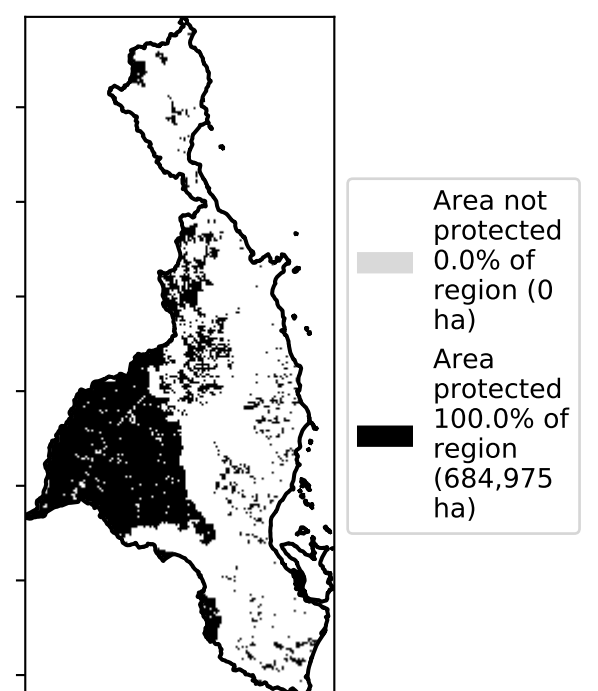 Area not
protected
0.0% of
region (0
ha)
Area
protected
100.0% of
region
(684,975
ha)